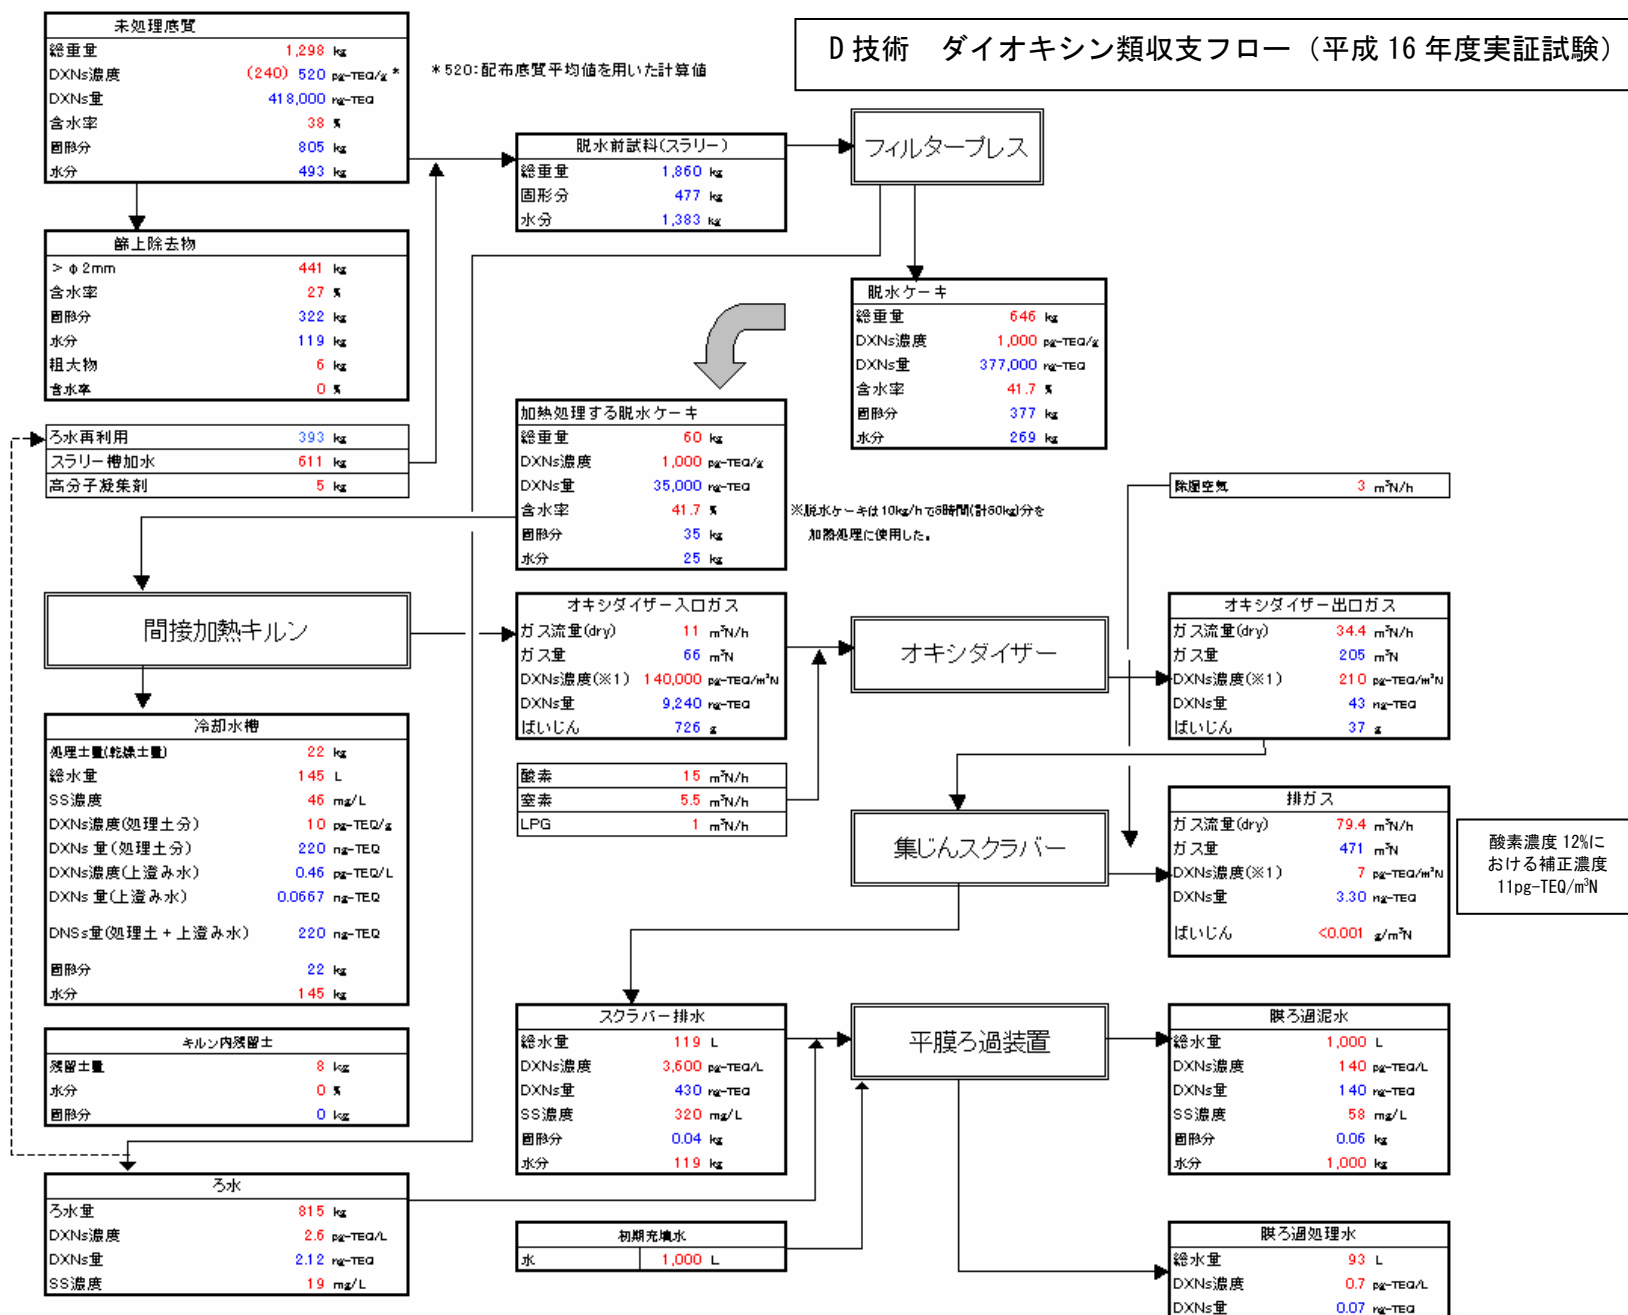 D技術　ダイオキシン類収支フロー（平成16年度実証試験）
未処理底質
総重量 1,298 kg
DXNs濃度 (240) 520 pg-TEQ/g *
DXNs量 418,000 ng-TEQ
含水率 38 %
固形分 805 kg
水分 493 kg
*520:配布底質平均値を用いた計算値
篩上除去物
> φ2mm 441 kg
含水率 27 %
固形分 322 kg
水分 119 kg
粗大物 6 kg
含水率 0 %
ろ水再利用 393 kg
スラリー槽加水 611 kg
高分子凝集剤 5 kg
脱水前試料(スラリー)
総重量 1,860 kg
固形分 477 kg
水分 1,383 kg
フィルタープレス
脱水ケーキ
総重量 646 kg
DXNs濃度 1,000 pg-TEQ/g
DXNs量 377,000 ng-TEQ
含水率 41.7 %
固形分 377 kg
水分 269 kg
加熱処理する脱水ケーキ
総重量 60 kg
DXNs濃度 1,000 pg-TEQ/g
DXNs量 35,000 ng-TEQ
含水率 41.7 %
固形分 35 kg
水分 25 kg
※脱水ケーキは10kg/hで6時間(計60kg)分を
加熱処理に使用した。
除湿空気 3 m³N/h
間接加熱キルン
オキシダイザー入口ガス
ガス流量(dry) 11 m³N/h
ガス量 66 m³N
DXNs濃度(※1) 140,000 pg-TEQ/m³N
DXNs量 9,240 ng-TEQ
ばいじん 726 g
オキシダイザー
オキシダイザー出口ガス
ガス流量(dry) 34.4 m³N/h
ガス量 205 m³N
DXNs濃度(※1) 210 pg-TEQ/m³N
DXNs量 43 ng-TEQ
ばいじん 37 g
酸素 15 m³N/h
窒素 5.5 m³N/h
LPG 1 m³N/h
冷却水槽
処理土量(乾燥土量) 22 kg
総水量 145 L
SS濃度 46 mg/L
DXNs濃度(処理土分) 10 pg-TEQ/g
DXNs量(処理土分) 220 ng-TEQ
DXNs濃度(上澄み水) 0.46 pg-TEQ/L
DXNs量(上澄み水) 0.0667 ng-TEQ
DNSs量(処理土+上澄み水) 220 ng-TEQ
固形分 22 kg
水分 145 kg
集じんスクラバー
排ガス
ガス流量(dry) 79.4 m³N/h
ガス量 471 m³N
DXNs濃度(※1) 7 pg-TEQ/m³N
DXNs量 3.30 ng-TEQ
ばいじん <0.001 g/m³N
酸素濃度12%に
おける補正濃度
11pg-TEQ/m³N
キルン内残留土
残留土量 8 kg
水分 0 %
固形分 0 kg
スクラバー排水
総水量 119 L
DXNs濃度 3,600 pg-TEQ/L
DXNs量 430 ng-TEQ
SS濃度 320 mg/L
固形分 0.04 kg
水分 119 kg
平膜ろ過装置
膜ろ過泥水
総水量 1,000 L
DXNs濃度 140 pg-TEQ/L
DXNs量 140 ng-TEQ
SS濃度 58 mg/L
固形分 0.06 kg
水分 1,000 kg
ろ水
ろ水量 815 kg
DXNs濃度 2.6 pg-TEQ/L
DXNs量 2.12 ng-TEQ
SS濃度 19 mg/L
初期充填水
水 1,000 L
膜ろ過処理水
総水量 93 L
DXNs濃度 0.7 pg-TEQ/L
DXNs量 0.07 ng-TEQ